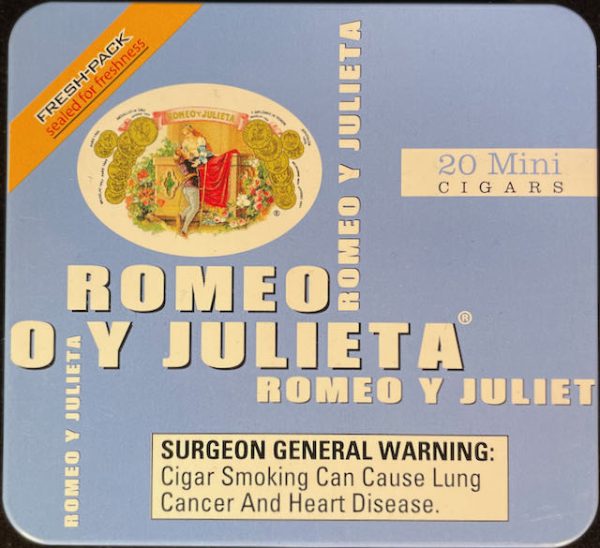 FRESH-PACK
sealed for freshness
ROMEO Y JULIETA
®
ROMEO Y JULIETA
20 Mini
CIGARS
ROMEO
O Y JULIETA®
ROMEO Y JULIET
ROMEO Y JULIETA
SURGEON GENERAL WARNING:
Cigar Smoking Can Cause Lung
Cancer And Heart Disease.